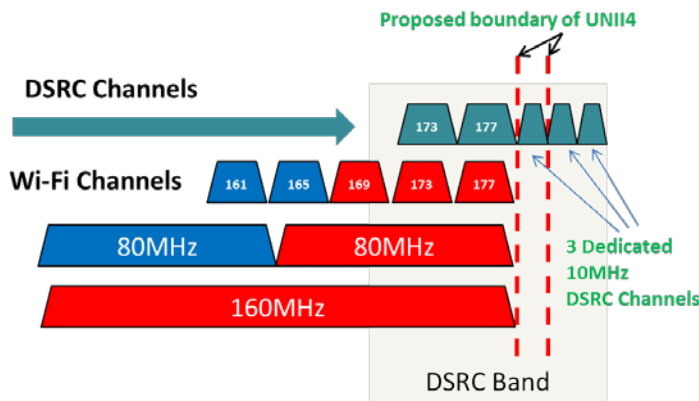 Proposed boundary of UNII4
DSRC Channels
173 177
Wi-Fi Channels
161 165 169 173 177
80MHz 80MHz
3 Dedicated
10MHz
DSRC Channels
160MHz
DSRC Band